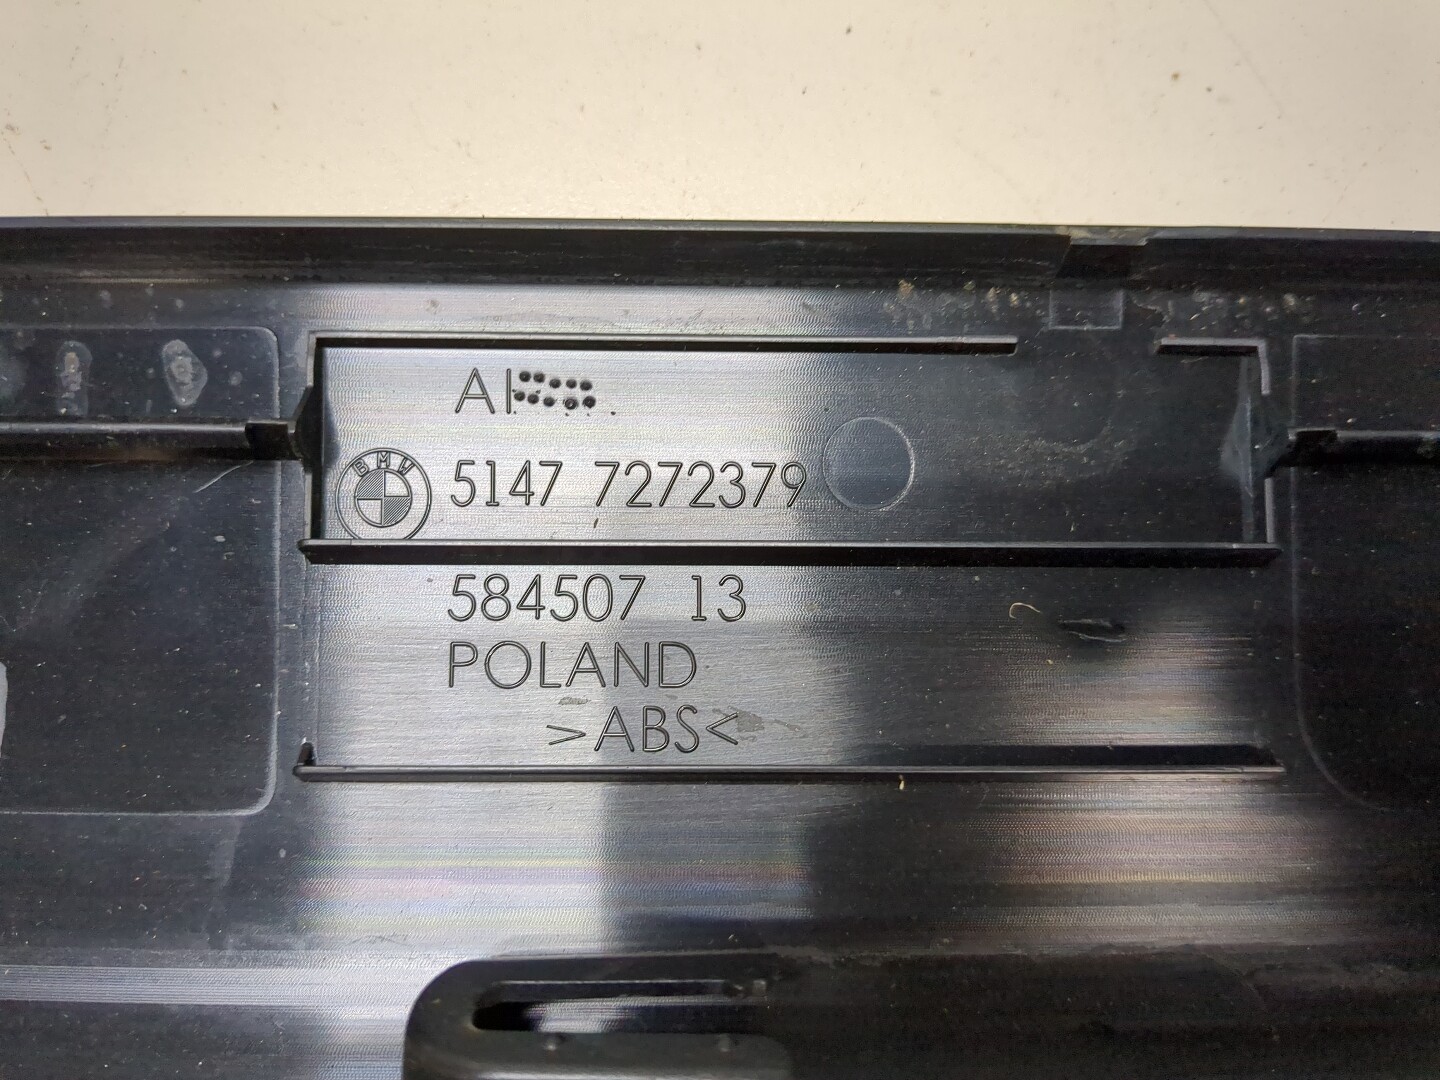 AI
BMW
5147 7272379
584507 13
POLAND
>ABS<